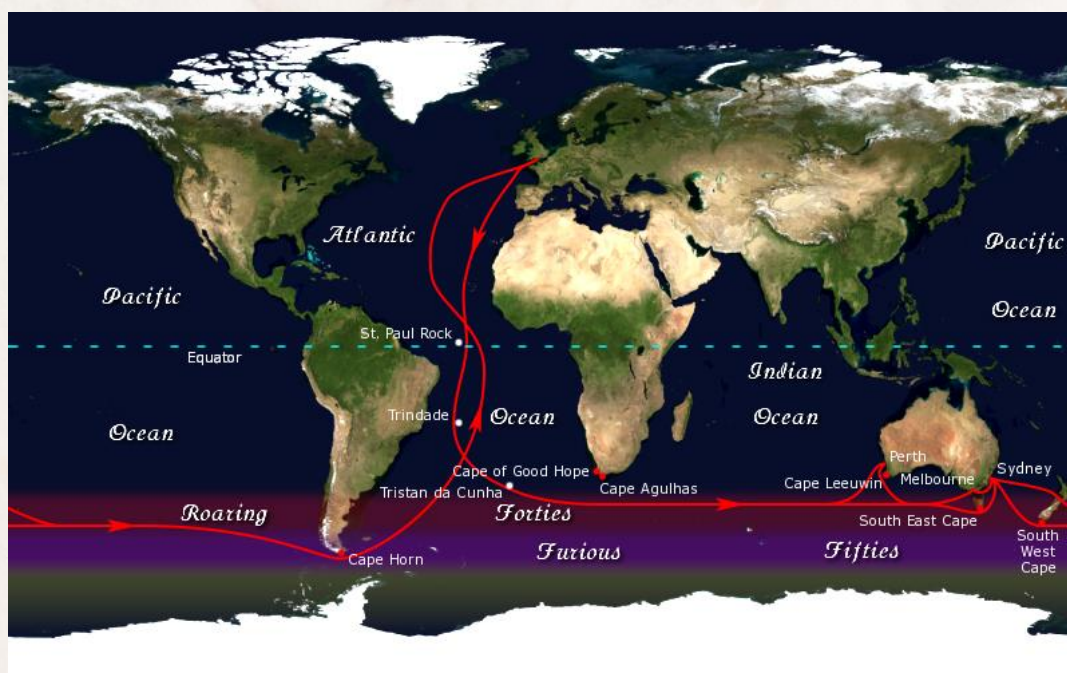 Atlantic
Pacific
Pacific
Ocean
St. Paul Rock
Equator
Indian
Trindade
Ocean
Ocean
Ocean
Cape of Good Hope
Perth
Sydney
Cape Leeuwin
Melbourne
Tristan da Cunha
Cape Agulhas
Roaring
Forties
South East Cape
Furious
Fifties
South
West
Cape
Cape Horn